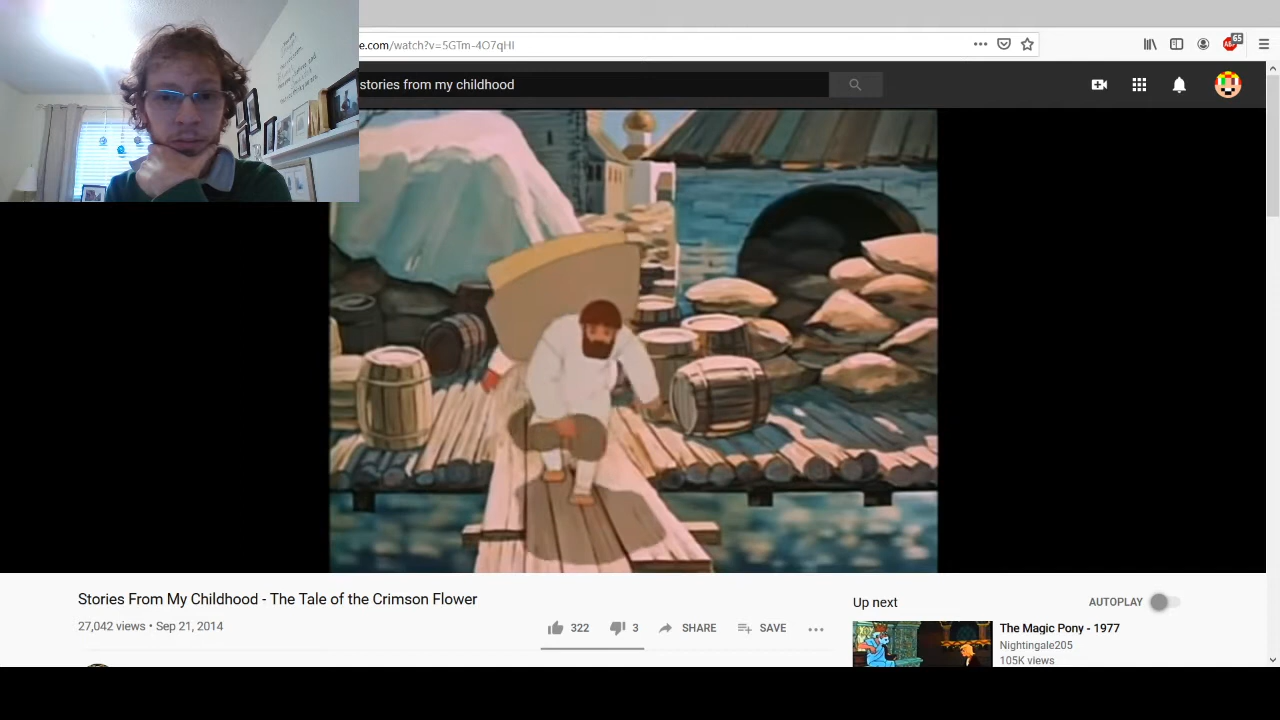 e.com/watch?v=5GTm-4O7qHI
65
stories from my childhood
Stories From My Childhood - The Tale of the Crimson Flower
27,042 views • Sep 21, 2014
322
3
SHARE
SAVE
Up next
AUTOPLAY
The Magic Pony - 1977
Nightingale205
105K views